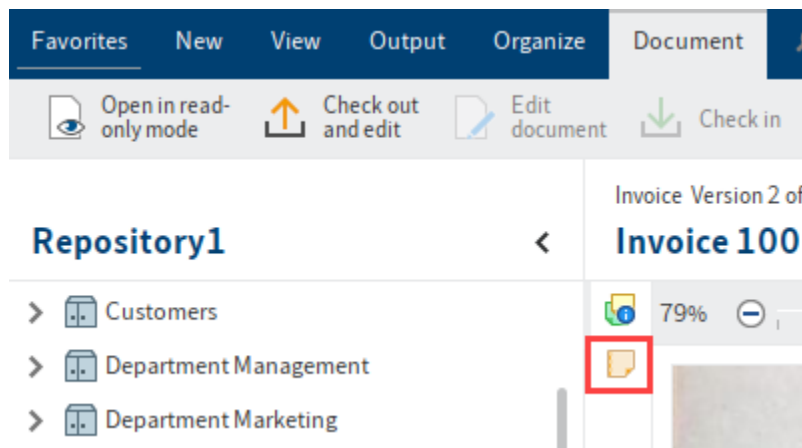 Favorites New View Output Organize Document
Open in read- Check out Edit Check in
only mode and edit document
Invoice Version 2 of
Repository1 Invoice 100
Customers 79%
Department Management
Department Marketing